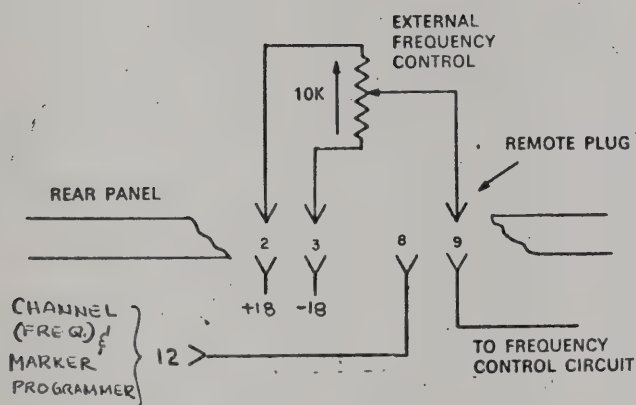 EXTERNAL
FREQUENCY
CONTROL
10K
REMOTE PLUG
REAR PANEL
2
3
8
9
+18
-18
CHANNEL
(FREQ.) &
MARKER
PROGRAMMER
12
TO FREQUENCY
CONTROL CIRCUIT